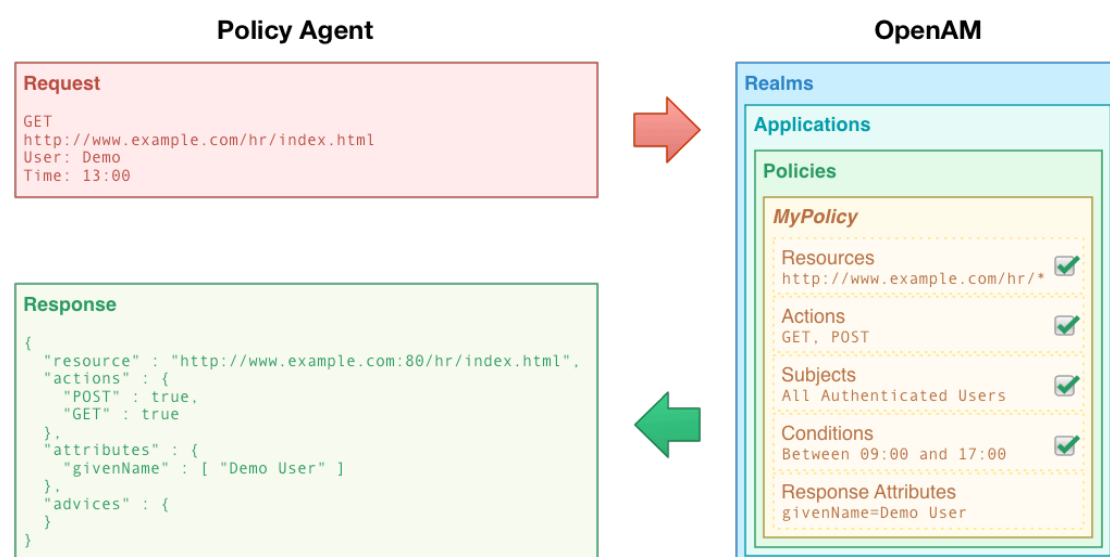 Policy Agent
OpenAM
Request
GET
http://www.example.com/hr/index.html
User: Demo
Time: 13:00
Response
{
  "resource" : "http://www.example.com:80/hr/index.html",
  "actions" : {
    "POST" : true,
    "GET" : true
  },
  "attributes" : {
    "givenName" : [ "Demo User" ]
  },
  "advices" : {
  }
}
Realms
Applications
Policies
MyPolicy
Resources
http://www.example.com/hr/*
Actions
GET, POST
Subjects
All Authenticated Users
Conditions
Between 09:00 and 17:00
Response Attributes
givenName=Demo User